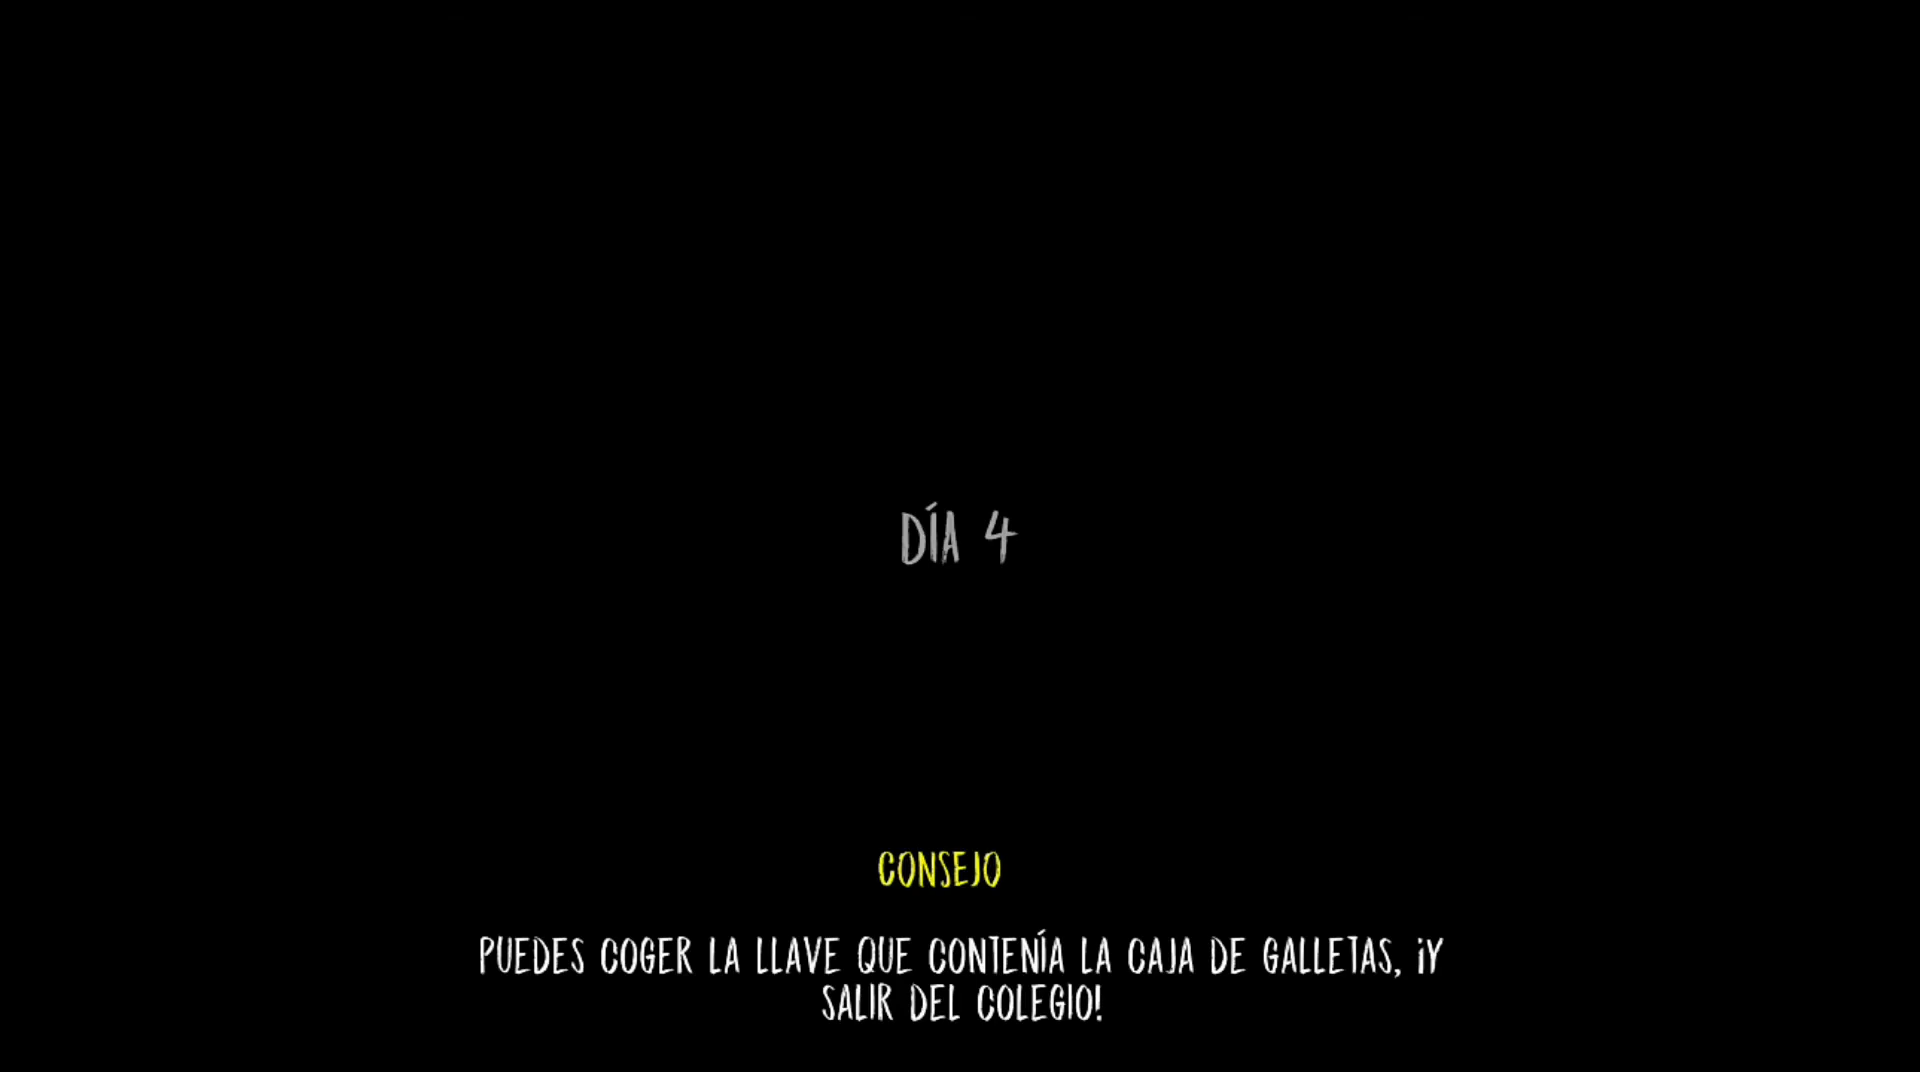 DÍA 4
CONSEJO
PUEDES COGER LA LLAVE QUE CONTENÍA LA CAJA DE GALLETAS, ¡Y
SALIR DEL COLEGIO!